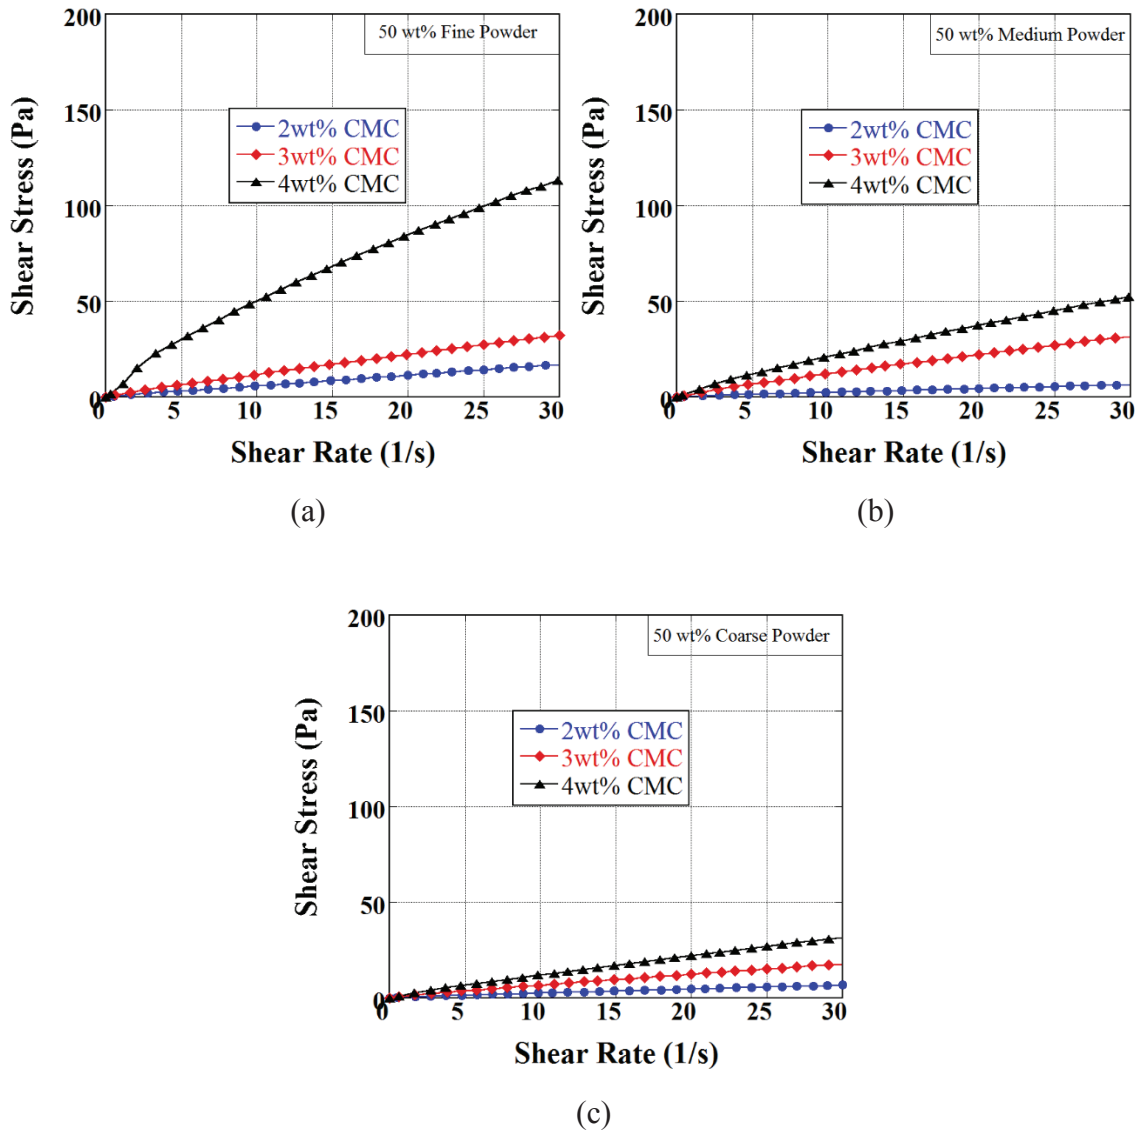 50 wt% Fine Powder
200
150
100
50
0
Shear Stress (Pa)
2wt% CMC
3wt% CMC
4wt% CMC
0 5 10 15 20 25 30
Shear Rate (1/s)
(a)
50 wt% Medium Powder
200
150
100
50
0
Shear Stress (Pa)
2wt% CMC
3wt% CMC
4wt% CMC
0 5 10 15 20 25 30
Shear Rate (1/s)
(b)
50 wt% Coarse Powder
200
150
100
50
0
Shear Stress (Pa)
2wt% CMC
3wt% CMC
4wt% CMC
0 5 10 15 20 25 30
Shear Rate (1/s)
(c)